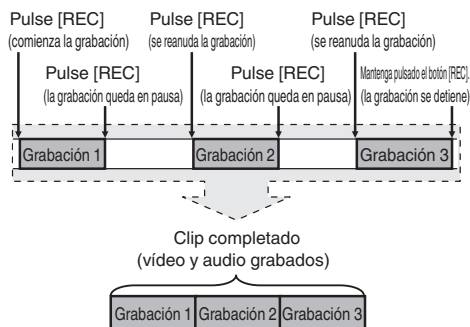 Pulse [REC]
(comienza la grabación)
Pulse [REC]
(se reanuda la grabación)
Pulse [REC]
(se reanuda la grabación)
Pulse [REC]
(la grabación queda en pausa)
Pulse [REC]
(la grabación queda en pausa)
Mantenga pulsado el botón [REC].
(la grabación se detiene)
Grabación 1
Grabación 2
Grabación 3
Clip completado
(vídeo y audio grabados)
Grabación 1
Grabación 2
Grabación 3